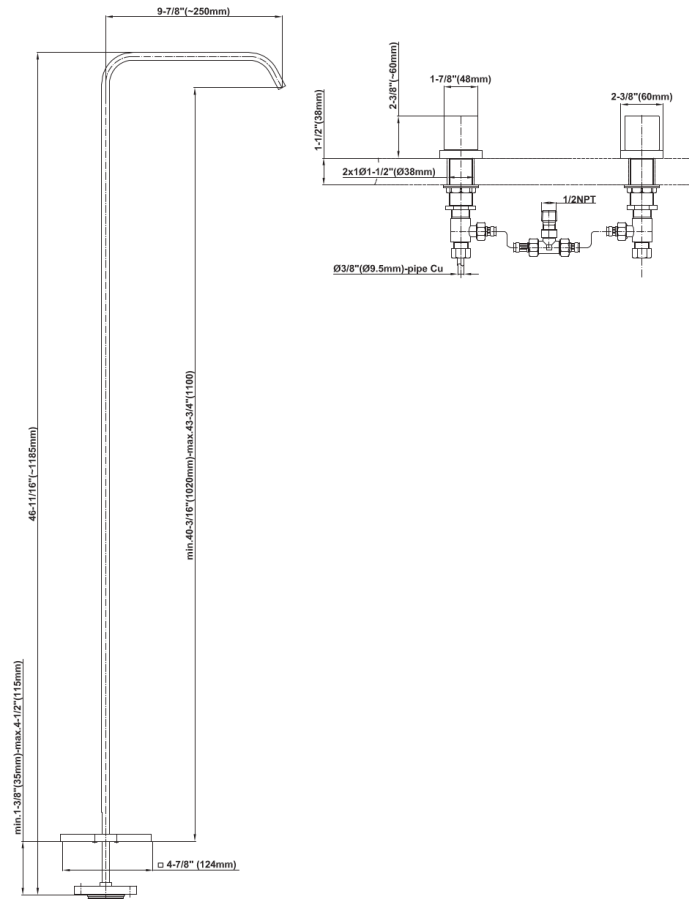 9-7/8"(~250mm)
46-11/16"(~1185mm)
min.40-3/16"(1020mm)-max.43-3/4"(1100)
min.1-3/8"(35mm)-max.4-1/2"(115mm)
□ 4-7/8" (124mm)
2-3/8"(~60mm)
1-7/8"(48mm)
2-3/8"(60mm)
1-1/2"(38mm)
2x1Ø1-1/2"(Ø38mm)
1/2NPT
Ø3/8"(Ø9.5mm)-pipe Cu